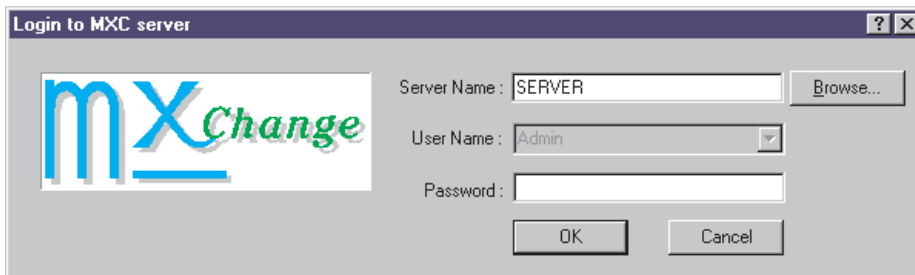 Login to MXC server
mx Change
Server Name : SERVER Browse...
User Name : Admin
Password :
OK Cancel